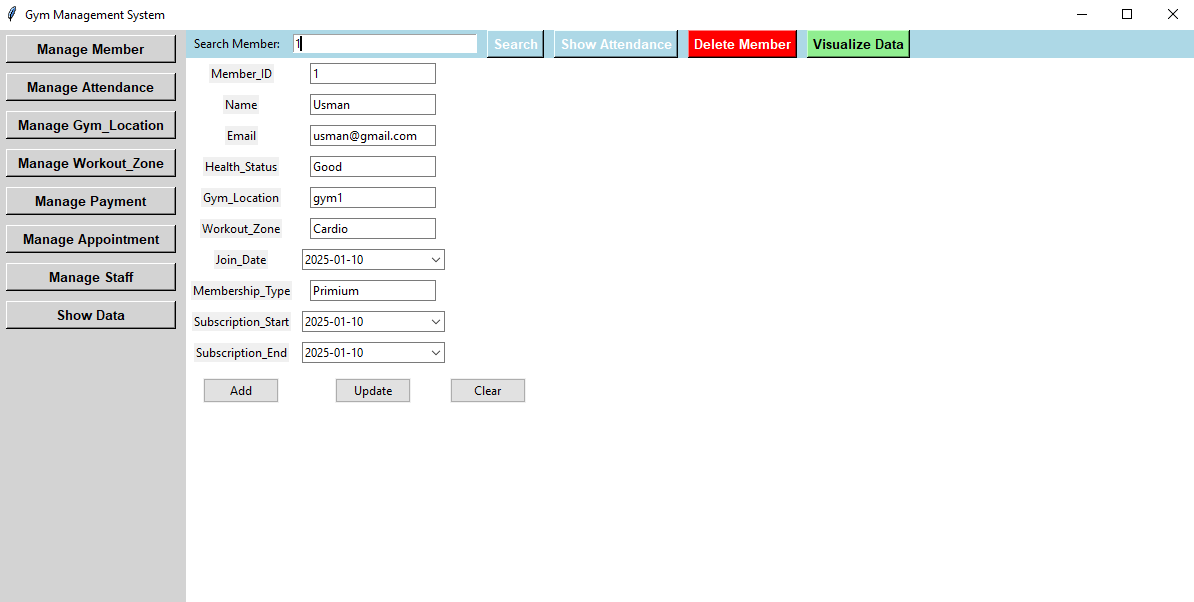 Gym Management System
Manage Member
Manage Attendance
Manage Gym_Location
Manage Workout_Zone
Manage Payment
Manage Appointment
Manage Staff
Show Data
Search Member: 1 Search Show Attendance Delete Member Visualize Data
Member_ID 1
Name Usman
Email usman@gmail.com
Health_Status Good
Gym_Location gym1
Workout_Zone Cardio
Join_Date 2025-01-10
Membership_Type Primium
Subscription_Start 2025-01-10
Subscription_End 2025-01-10
Add Update Clear